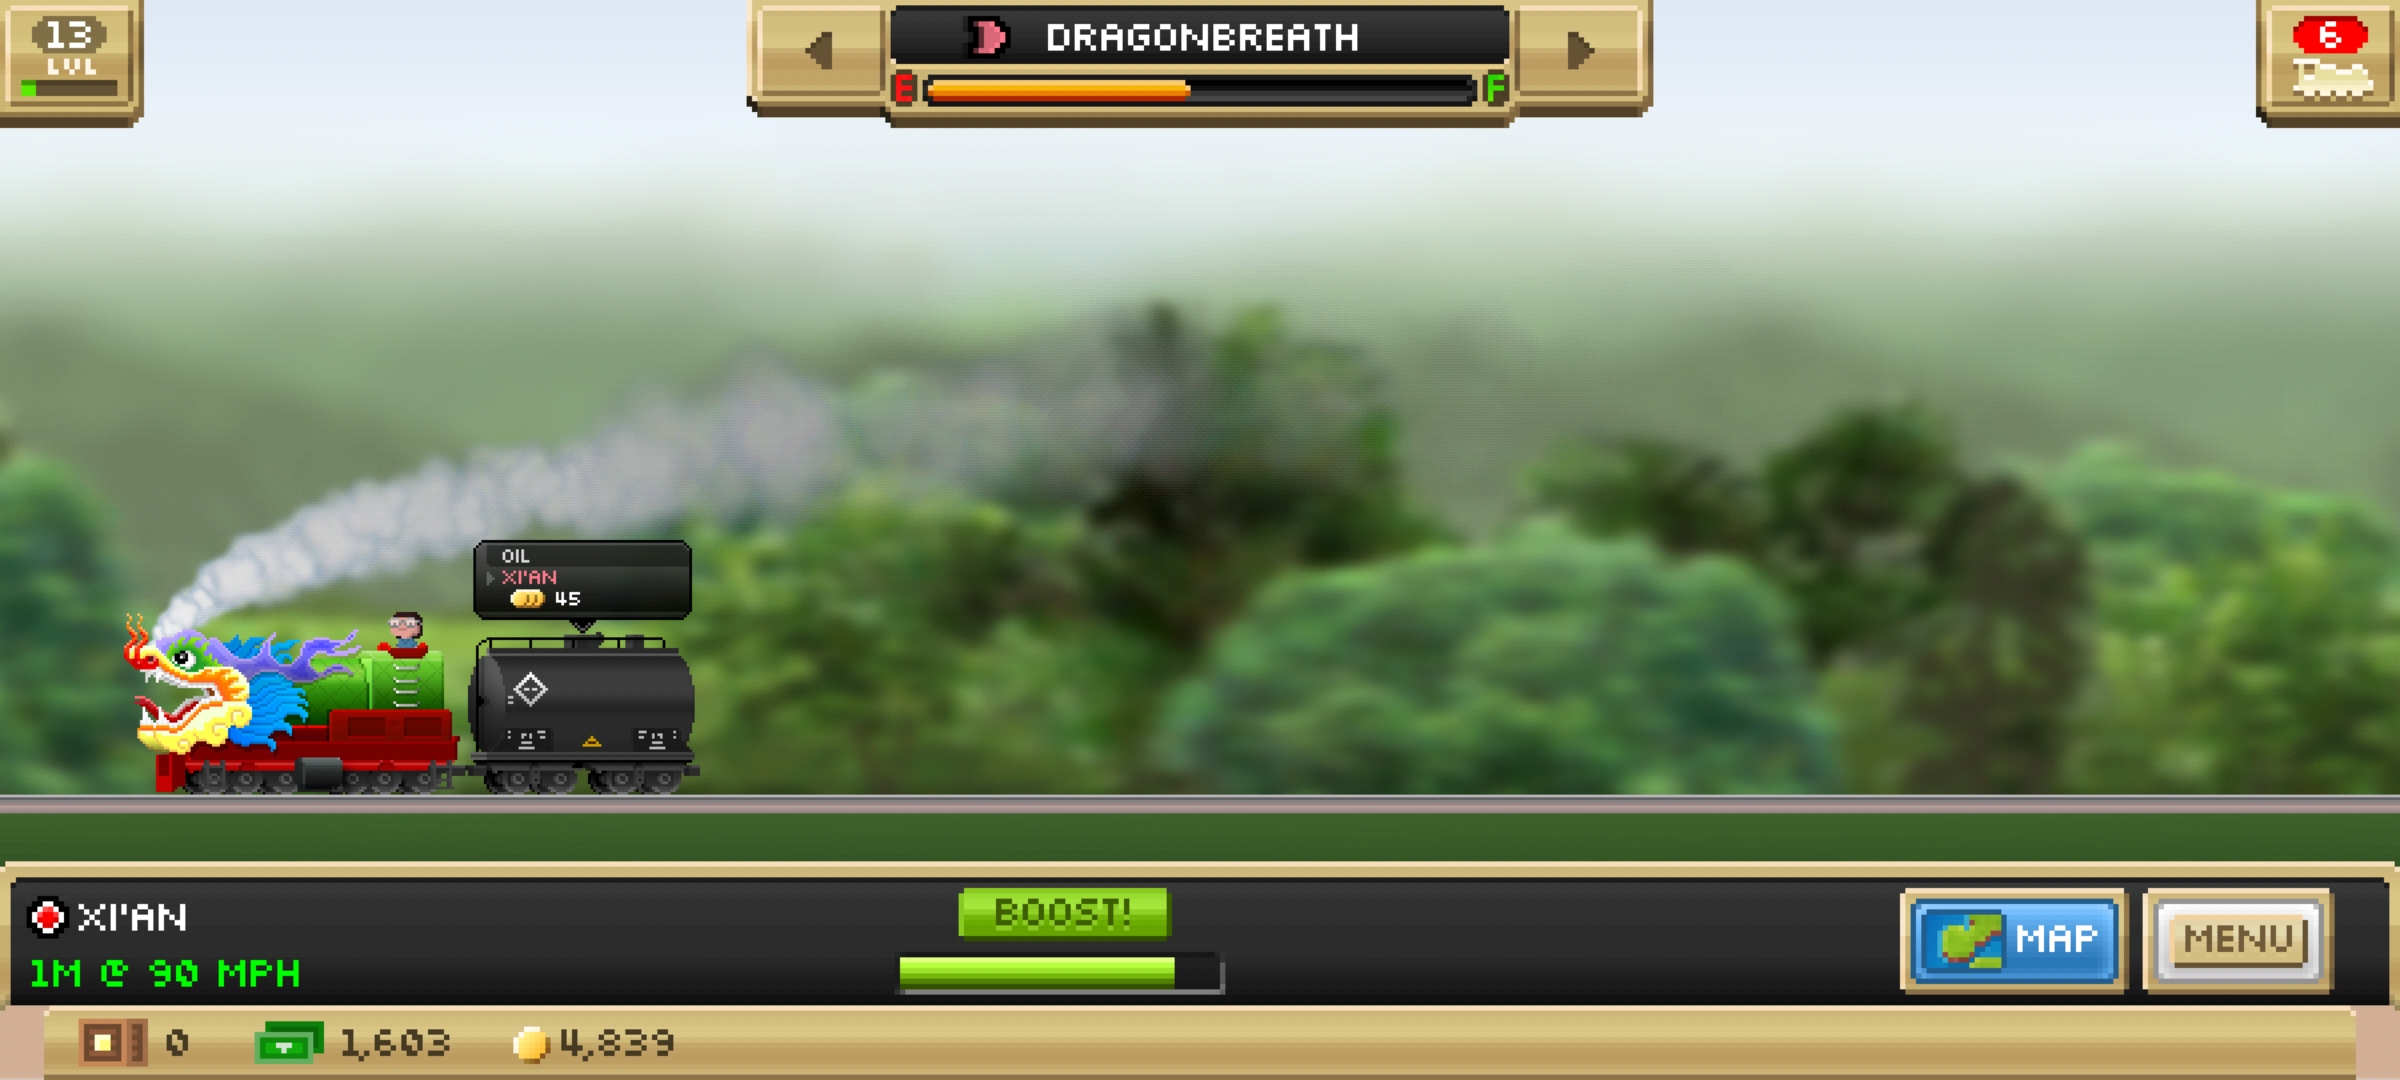 13
LVL
DRAGONBREATH
E
F
6
OIL
XI'AN
45
XI'AN
1M @ 90 MPH
BOOST!
MAP
MENU
0
1,603
4,839